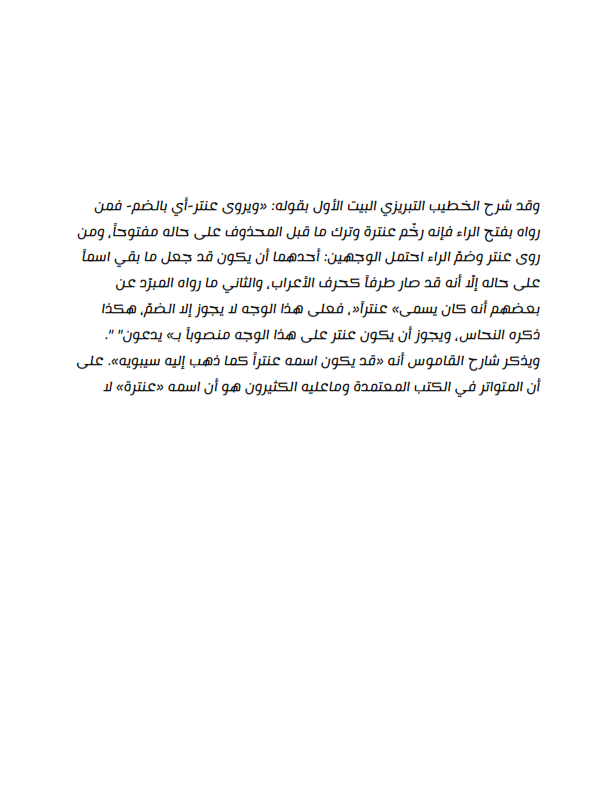 وقد شرح الخطيب التبريزي البيت الأول بقوله: «ويروى عنتر-أي بالضم- فمن
رواه بفتح الراء فإنه رخّم عنترة وترك ما قبل المحذوف على حاله مفتوحاً، ومن
روى عنتر وضمّ الراء احتمل الوجهين: أحدهما أن يكون قد جعل ما بقي اسماً
على حاله إلّا أنه قد صار طرفاً كحرف الأعراب، والثاني ما رواه المبرّد عن
بعضهم أنه كان يسمى» عنتراً«، فعلى هذا الوجه لا يجوز إلا الضمّ، هكذا
ذكره النحاس، ويجوز أن يكون عنتر على هذا الوجه منصوباً بـ» يدعون" ".
ويذكر شارح القاموس أنه «قد يكون اسمه عنتراً كما ذهب إليه سيبويه». على
أن المتواتر في الكتب المعتمدة وماعليه الكثيرون هو أن اسمه «عنترة» لا